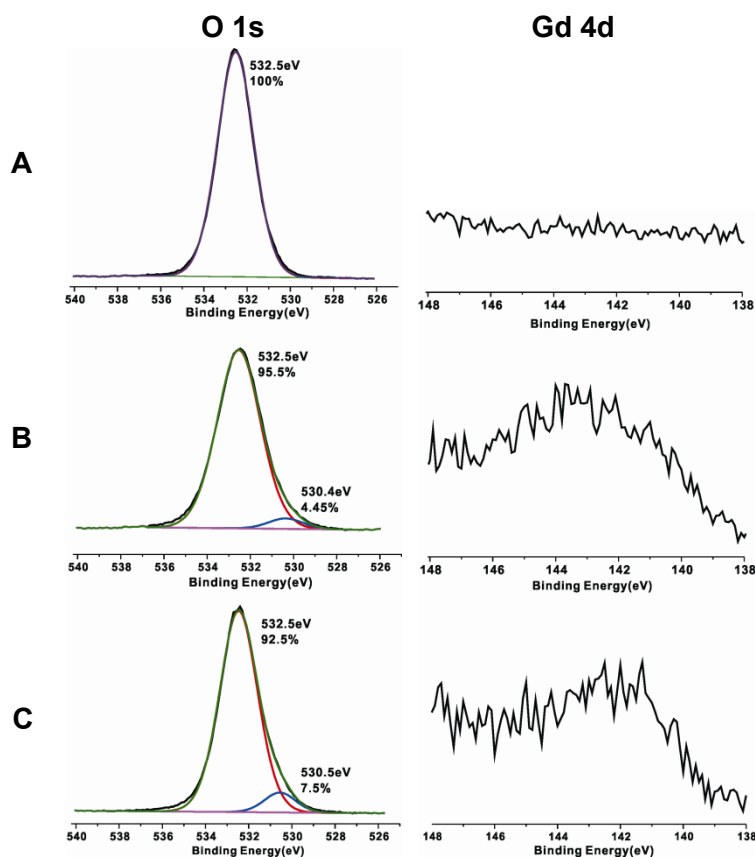 O 1s
Gd 4d
A
532.5eV
100%
540 538 536 534 532 530 528 526
Binding Energy(eV)
148 146 144 142 140 138
Binding Energy(eV)
B
532.5eV
95.5%
530.4eV
4.45%
540 538 536 534 532 530 528 526
Binding Energy(eV)
148 146 144 142 140 138
Binding Energy(eV)
C
532.5eV
92.5%
530.5eV
7.5%
540 538 536 534 532 530 528 526
Binding Energy(eV)
148 146 144 142 140 138
Binding Energy(eV)